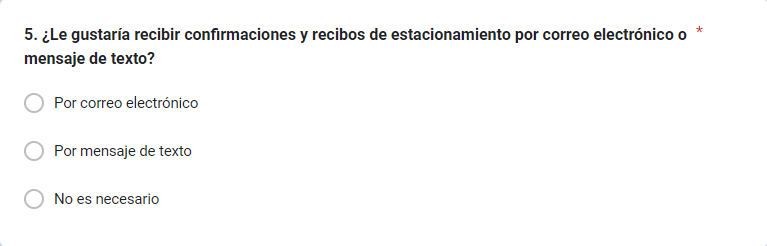 5. ¿Le gustaría recibir confirmaciones y recibos de estacionamiento por correo electrónico o *
mensaje de texto?
Por correo electrónico
Por mensaje de texto
No es necesario